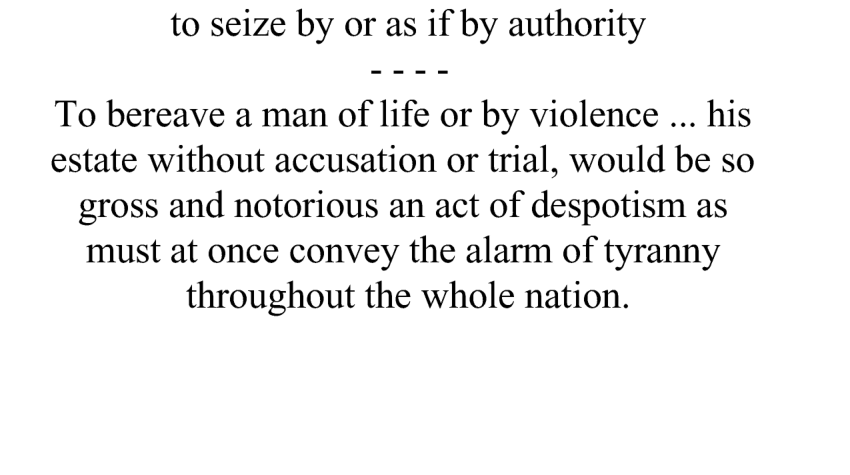 to seize by or as if by authority
- - - -
To bereave a man of life or by violence ... his
estate without accusation or trial, would be so
gross and notorious an act of despotism as
must at once convey the alarm of tyranny
throughout the whole nation.